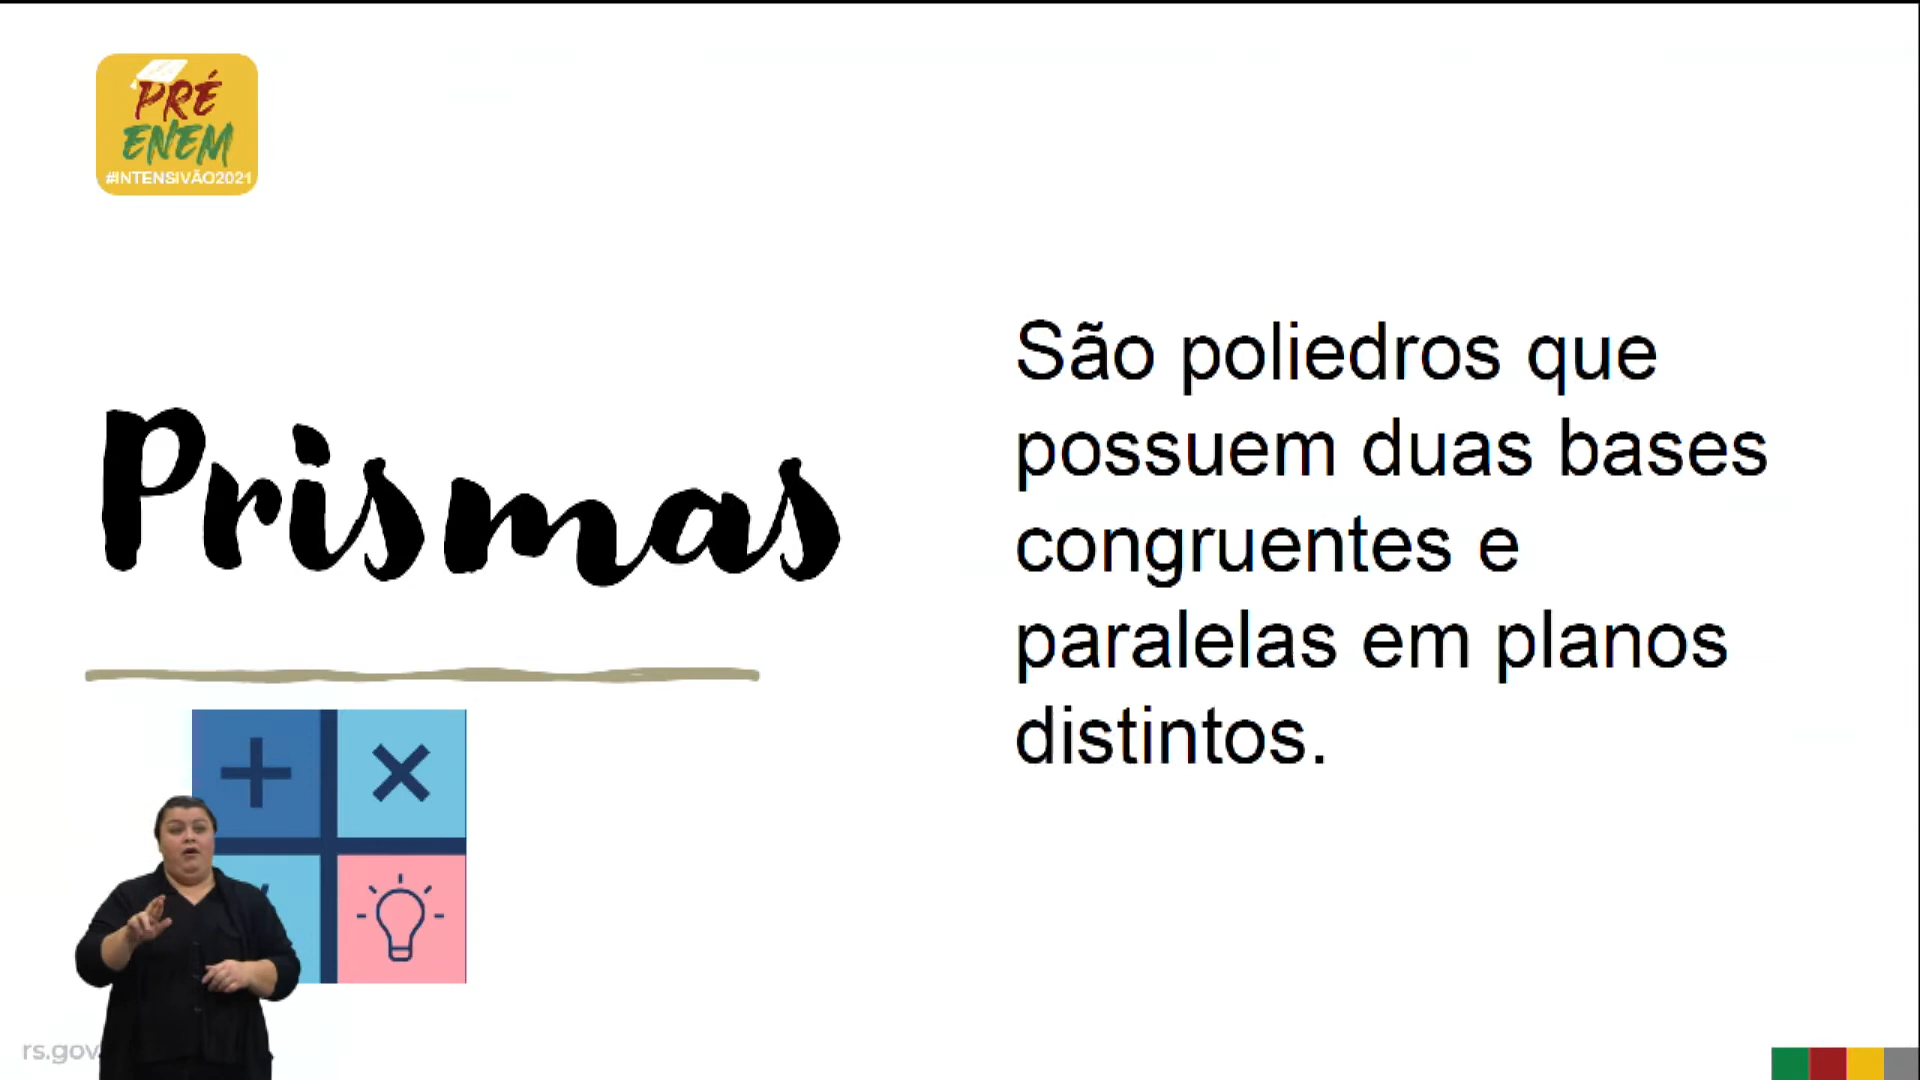 PRÉ
ENEM
#INTENSIVÃO2021
Prismas
São poliedros que
possuem duas bases
congruentes e
paralelas em planos
distintos.
rs.gov